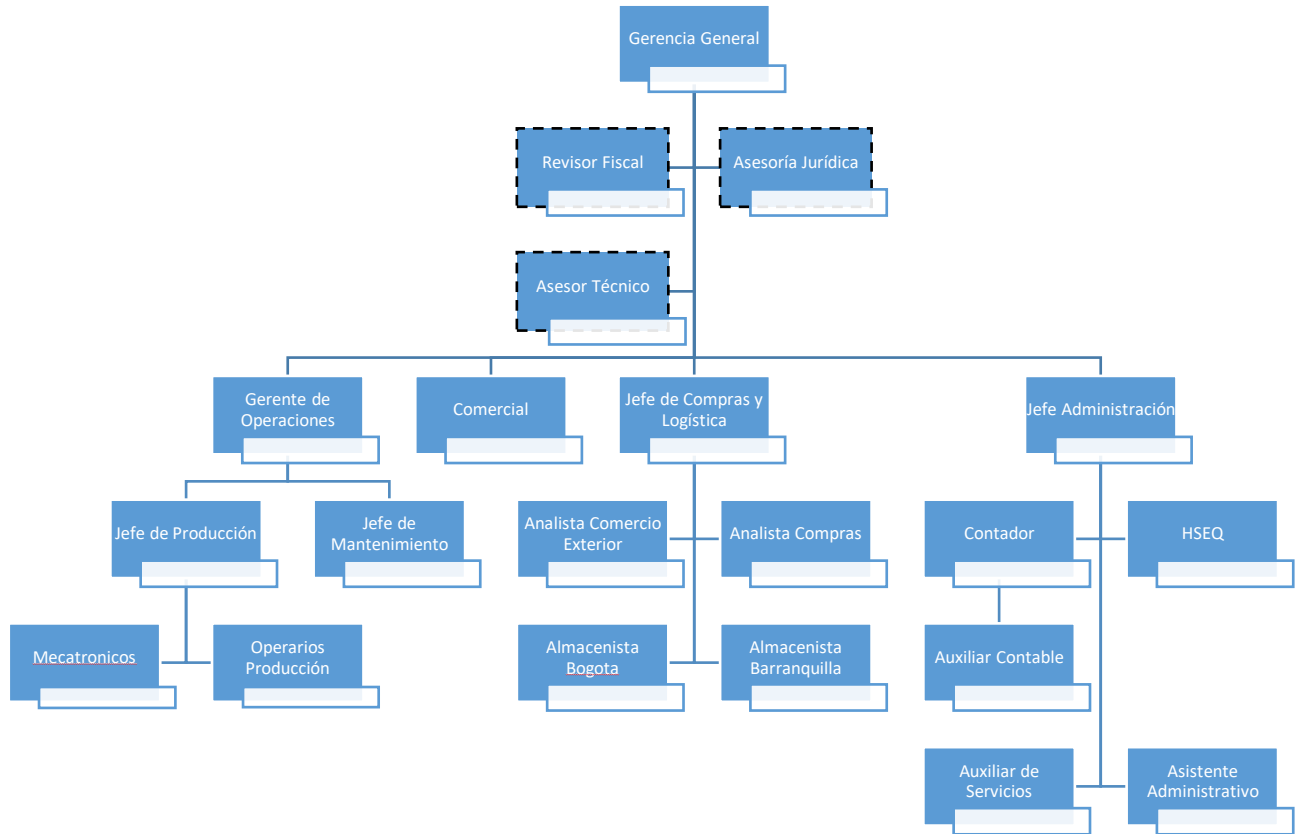 Gerencia General
Revisor Fiscal
Asesoría Jurídica
Asesor Técnico
Gerente de
Operaciones
Comercial
Jefe de Compras y
Logística
Jefe Administración
Jefe de Producción
Jefe de
Mantenimiento
Analista Comercio
Exterior
Analista Compras
Contador
HSEQ
Mecatronicos
Operarios
Producción
Almacenista
Bogota
Almacenista
Barranquilla
Auxiliar Contable
Auxiliar de
Servicios
Asistente
Administrativo